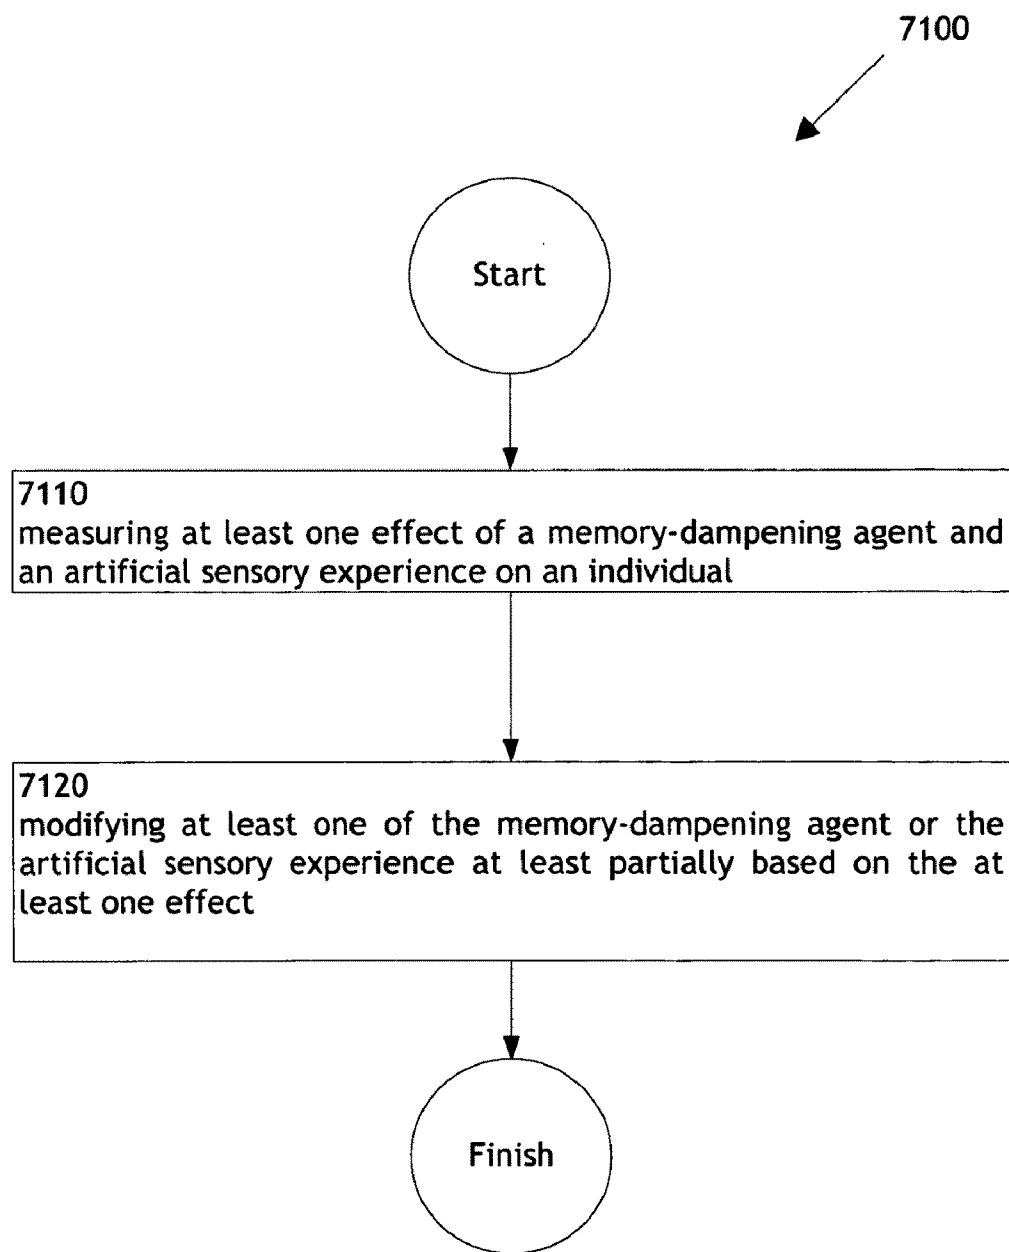 7100
Start
7110
measuring at least one effect of a memory-dampening agent and
an artificial sensory experience on an individual
7120
modifying at least one of the memory-dampening agent or the
artificial sensory experience at least partially based on the at
least one effect
Finish